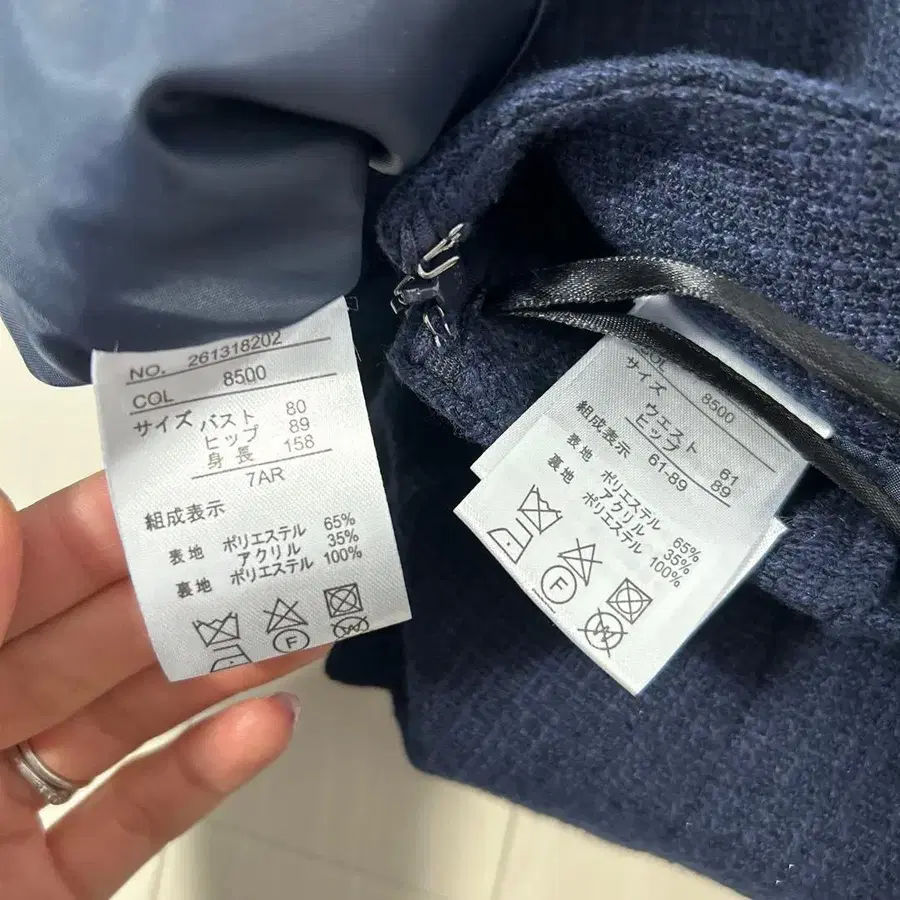 NO. 261318202
COL 8500
サイズ バスト 80
ヒップ 89
身長 158
7AR
組成表示
表地 ポリエステル 65%
アクリル 35%
裏地 ポリエステル 100%
F
COL 8500
サイズ
ウエスト 61
ヒップ 89
61-89
組成表示
表地 ポリエステル 65%
アクリル 35%
裏地 ポリエステル 100%
F
W